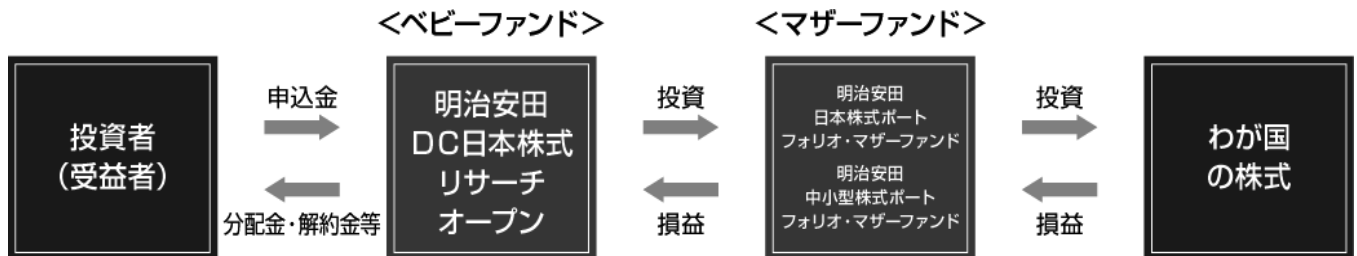 ＜ベビーファンド＞
＜マザーファンド＞
投資者
（受益者）
申込金
分配金・解約金等
明治安田
ＤＣ日本株式
リサーチ
オープン
投資
損益
明治安田
日本株式ポート
フォリオ・マザーファンド
明治安田
中小型株式ポート
フォリオ・マザーファンド
投資
損益
わが国
の株式